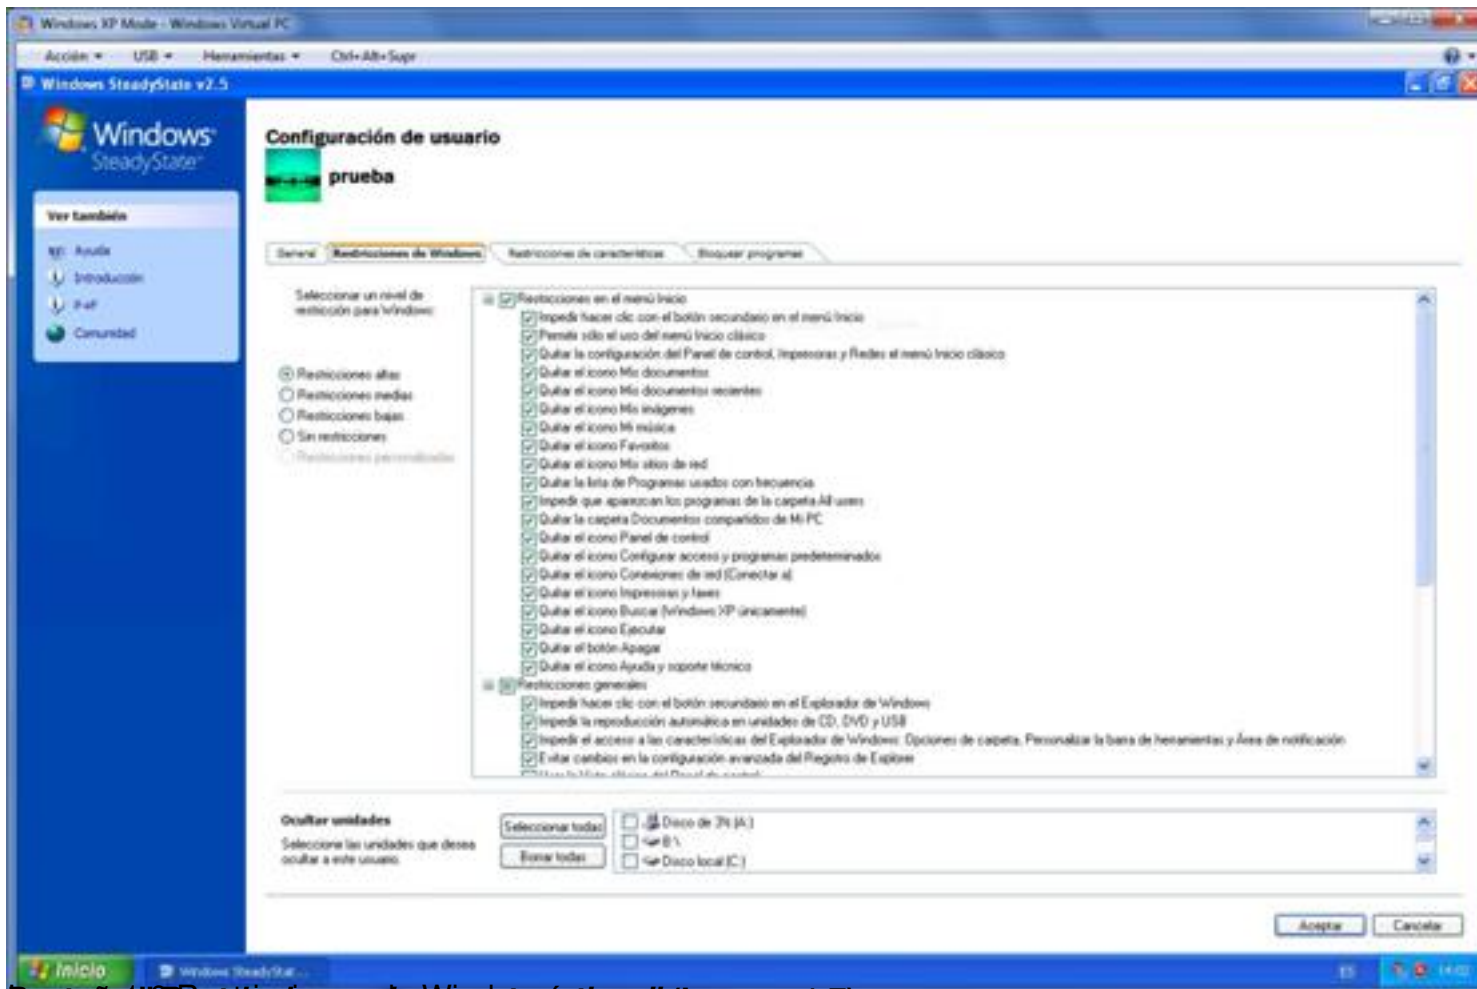 Windows XP Mode - Windows Virtual PC
Acción USB Herramientas Ctrl+Alt+Supr
Windows SteadyState v2.5
Windows
SteadyState
Configuración de usuario
prueba
Ver también
Ayuda
Introducción
P+F
Comunidad
General Restricciones de Windows Restricciones de características Bloquear programas
Seleccionar un nivel de
restricción para Windows:
Restricciones altas
Restricciones medias
Restricciones bajas
Sin restricciones
Restricciones personalizadas
Restricciones en el menú Inicio
Impedir hacer clic con el botón secundario en el menú Inicio
Permitir sólo el uso del menú Inicio clásico
Quitar la configuración del Panel de control, Impresoras y Redes el menú Inicio clásico
Quitar el icono Mis documentos
Quitar el icono Mis documentos recientes
Quitar el icono Mis imágenes
Quitar el icono Mi música
Quitar el icono Favoritos
Quitar el icono Mis sitios de red
Quitar la lista de Programas usados con frecuencia
Impedir que aparezcan los programas de la carpeta All users
Quitar la carpeta Documentos compartidos de Mi PC
Quitar el icono Panel de control
Quitar el icono Configurar acceso y programas predeterminados
Quitar el icono Conexiones de red (Conectar a)
Quitar el icono Impresoras y faxes
Quitar el icono Buscar (Windows XP únicamente)
Quitar el icono Ejecutar
Quitar el botón Apagar
Quitar el icono Ayuda y soporte técnico
Restricciones generales
Impedir hacer clic con el botón secundario en el Explorador de Windows
Impedir la reproducción automática en unidades de CD, DVD y USB
Impedir el acceso a las características del Explorador de Windows: Opciones de carpeta, Personalizar la barra de herramientas y Área de notificación
Evitar cambios en la configuración avanzada del Registro de Explorer
Ocultar unidades
Seleccione las unidades que desea
ocultar a este usuario.
Seleccionar todas
Borrar todas
Disco de 3½ (A:)
B:\
Disco local (C:)
Aceptar Cancelar
Inicio Windows SteadyStat... ES 14:02